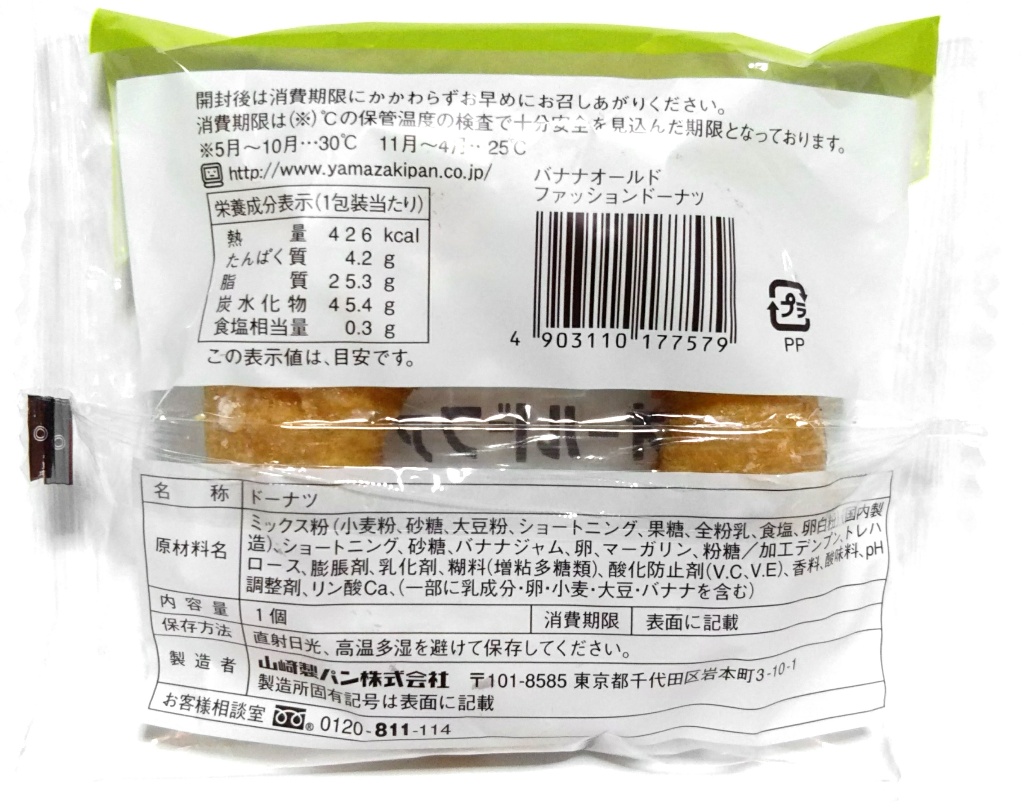 開封後は消費期限にかかわらずお早めにお召しあがりください。
消費期限は(※)℃の保管温度の検査で十分安全を見込んだ期限となっております。
※5月～10月…30℃ 11月～4 25℃
http://www.yamazakipan.co.jp/
バナナオールド
ファッションドーナツ
栄養成分表示(1包装当たり)
熱量 426 kcal
たんぱく質 4.2 g
脂質 25.3 g
炭水化物 45.4 g
食塩相当量 0.3 g
この表示値は、目安です。
4 903110 177579
プラ
PP
名称 ドーナツ
原材料名 ミックス粉(小麦粉、砂糖、大豆粉、ショートニング、果糖、全粉乳、食塩、卵白粉、国内製
造)、ショートニング、砂糖、バナナジャム、卵、マーガリン、粉糖/加工デンプン、トレハ
ロース、膨脹剤、乳化剤、糊料(増粘多糖類)、酸化防止剤(V.C、V.E)、香料、酸味料、pH
調整剤、リン酸Ca、(一部に乳成分・卵・小麦・大豆・バナナを含む)
内容量 1個 消費期限 表面に記載
保存方法 直射日光、高温多湿を避けて保存してください。
製造者 山崎製パン株式会社 〒101-8585 東京都千代田区岩本町3-10-1
製造所固有記号は表面に記載
お客様相談室 ® 0120-811-114